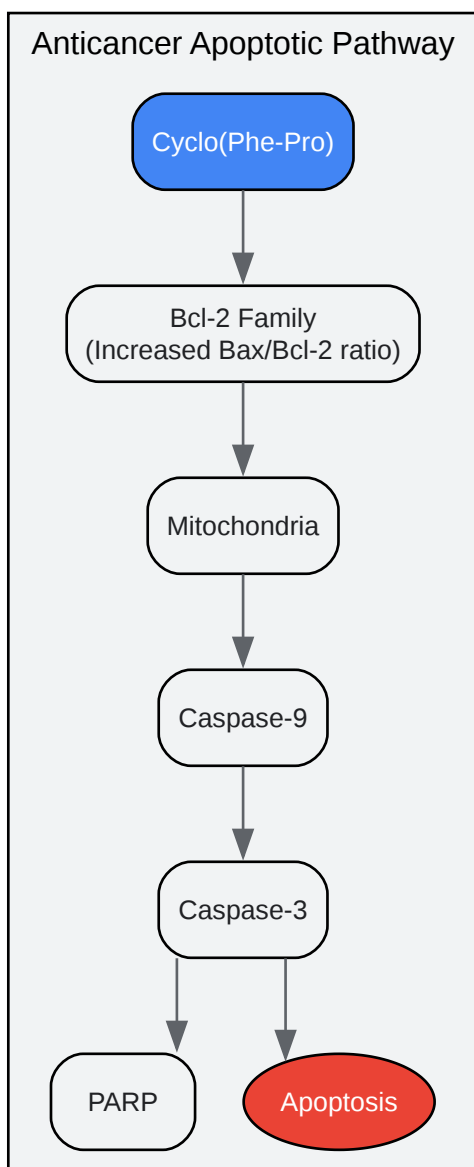 Anticancer Apoptotic Pathway
Cyclo(Phe-Pro)
Bcl-2 Family
(Increased Bax/Bcl-2 ratio)
Mitochondria
Caspase-9
Caspase-3
PARP
Apoptosis